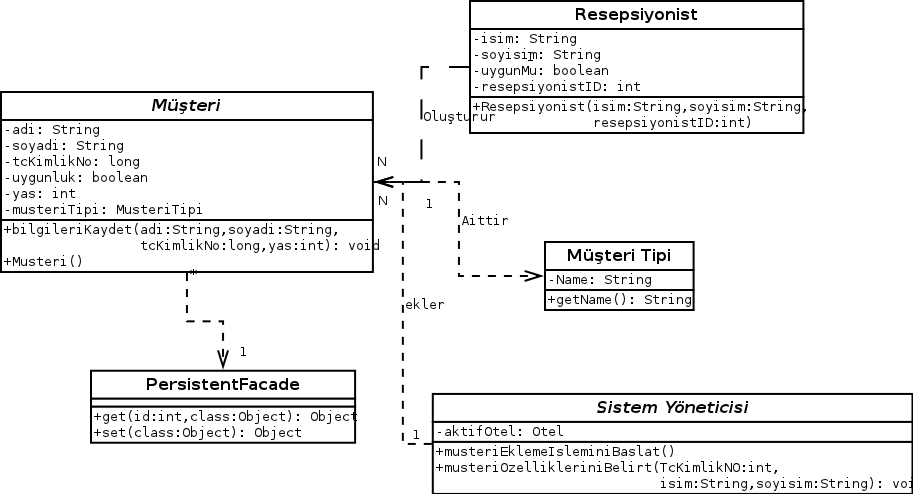 Resepsiyonist
-isim: String
-soyisim: String
-uygunMu: boolean
-resepsiyonistID: int
+Resepsiyonist(isim:String,soyisim:String,
resepsiyonistID:int)
Müşteri
-adi: String
-soyadi: String
-tcKimlikNo: long
-uygunluk: boolean
-yas: int
-musteriTipi: MusteriTipi
+bilgileriKaydet(adi:String,soyadi:String,
tcKimlikNo:long,yas:int): void
+Musteri()
Oluşturur
N
N
1
Aittir
Müşteri Tipi
-Name: String
+getName(): String
*
1
ekler
PersistentFacade
+get(id:int,class:Object): Object
+set(class:Object): Object
1
Sistem Yöneticisi
-aktifOtel: Otel
+musteriEklemeIsleminiBaslat()
+musteriOzellikleriniBelirt(TcKimlikNO:int,
isim:String,soyisim:String): voi